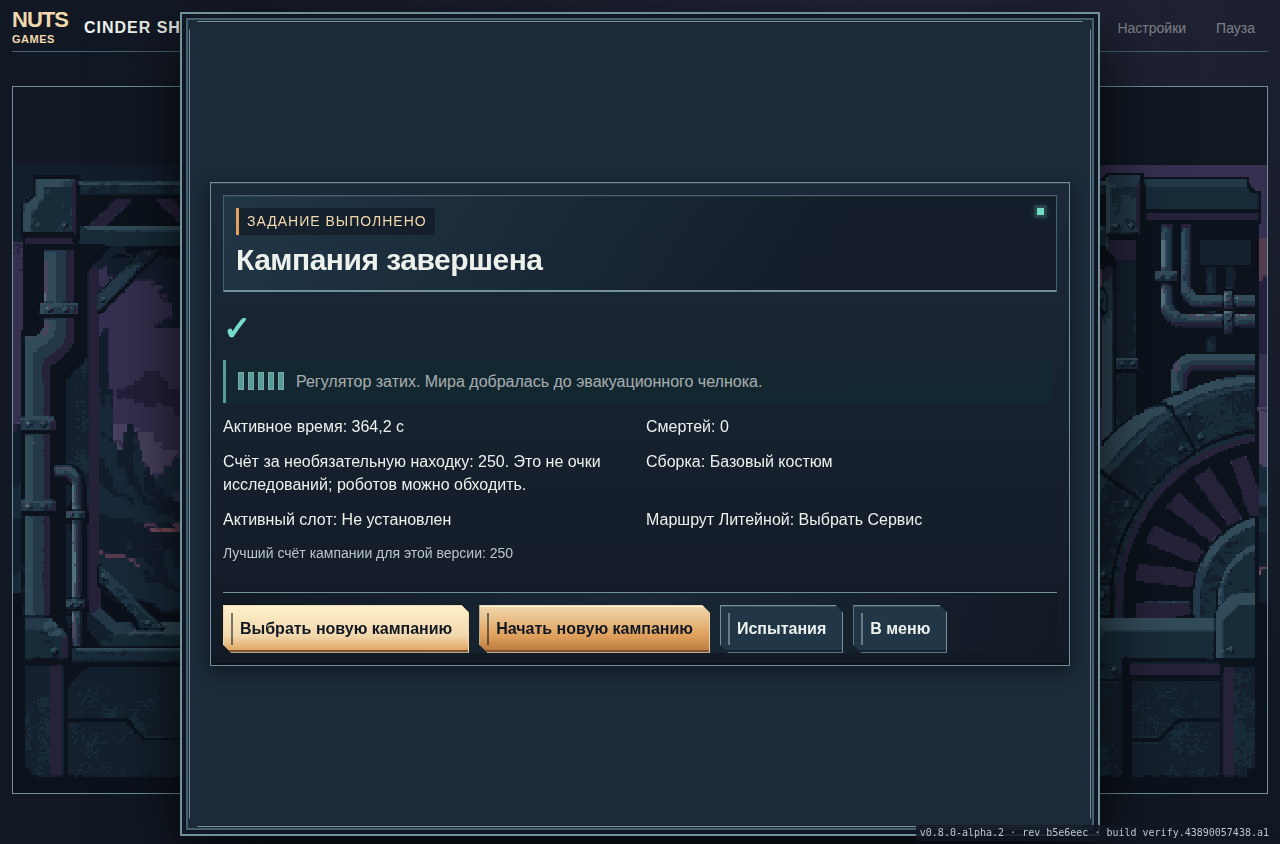 NUTS
GAMES
CINDER SH
Настройки
Пауза
ЗАДАНИЕ ВЫПОЛНЕНО
Кампания завершена
✓
Регулятор затих. Мира добралась до эвакуационного челнока.
Активное время: 364,2 с
Смертей: 0
Счёт за необязательную находку: 250. Это не очки
исследований; роботов можно обходить.
Сборка: Базовый костюм
Активный слот: Не установлен
Маршрут Литейной: Выбрать Сервис
Лучший счёт кампании для этой версии: 250
Выбрать новую кампанию
Начать новую кампанию
Испытания
В меню
v0.8.0-alpha.2 · rev b5e6eec · build verify.43890057438.a1